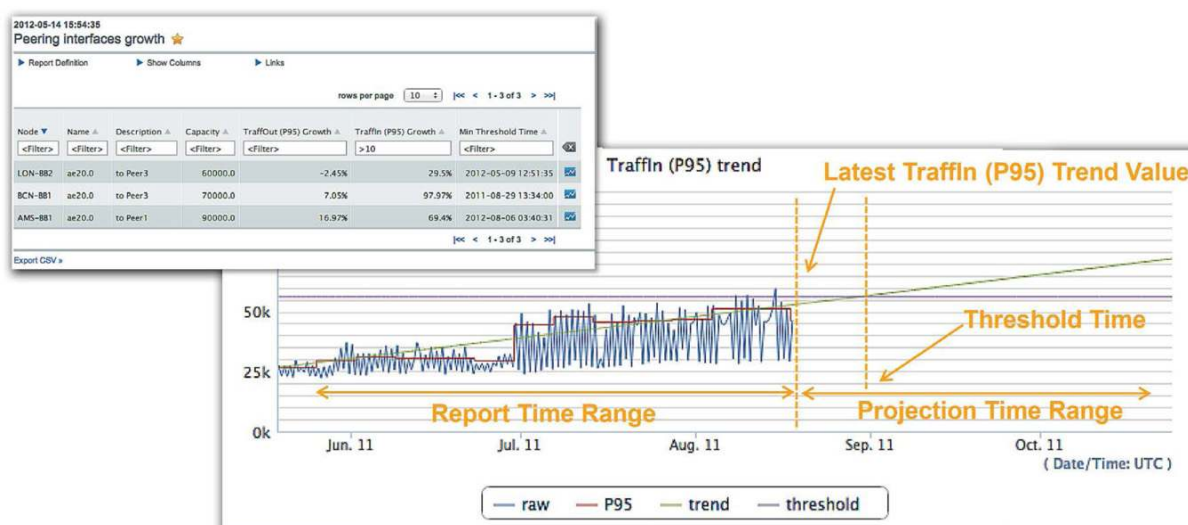 2012-05-14 15:54:35
Peering interfaces growth
Report Definition Show Columns Links
rows per page 10 |<< < 1 - 3 of 3 > >>|
Node Name Description Capacity TraffOut (P95) Growth TraffIn (P95) Growth Min Threshold Time
<Filter> <Filter> <Filter> <Filter> <Filter> >10 <Filter>
LON-BB2 ae20.0 to Peer3 60000.0 -2.45% 29.5% 2012-05-09 12:51:35
BCN-BB1 ae20.0 to Peer3 70000.0 7.05% 97.97% 2011-08-29 13:34:00
AMS-BB1 ae20.0 to Peer1 90000.0 16.97% 69.4% 2012-08-06 03:40:31
|<< < 1 - 3 of 3 > >>|
Export CSV »
TraffIn (P95) trend
Latest TraffIn (P95) Trend Value
50k
Threshold Time
25k
Report Time Range
Projection Time Range
0k
Jun. 11 Jul. 11 Aug. 11 Sep. 11 Oct. 11
( Date/Time: UTC )
raw P95 trend threshold